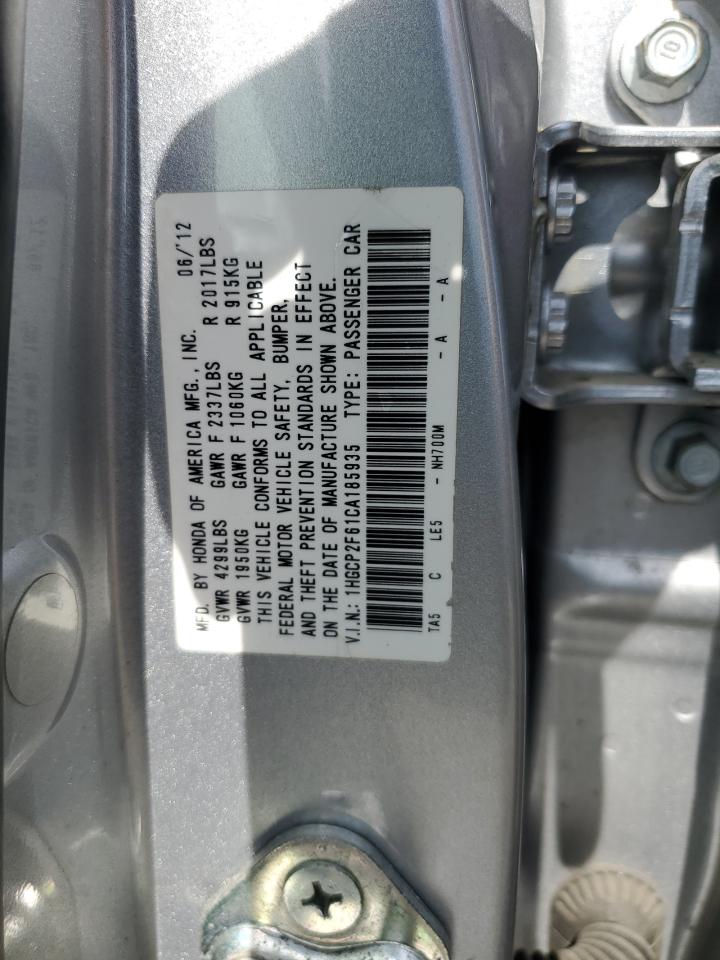 MFD. BY HONDA OF AMERICA MFG., INC. 06/'12
GVWR 4299LBS GAWR F 2337LBS R 2017LBS
GVWR 1950KG GAWR F 1060KG R 915KG
THIS VEHICLE CONFORMS TO ALL APPLICABLE
FEDERAL MOTOR VEHICLE SAFETY, BUMPER,
AND THEFT PREVENTION STANDARDS IN EFFECT
ON THE DATE OF MANUFACTURE SHOWN ABOVE.
V.I.N.: 1HGCP2F61CA185935 TYPE: PASSENGER CAR
TA5 C LE5 - NH700M - A - A
10